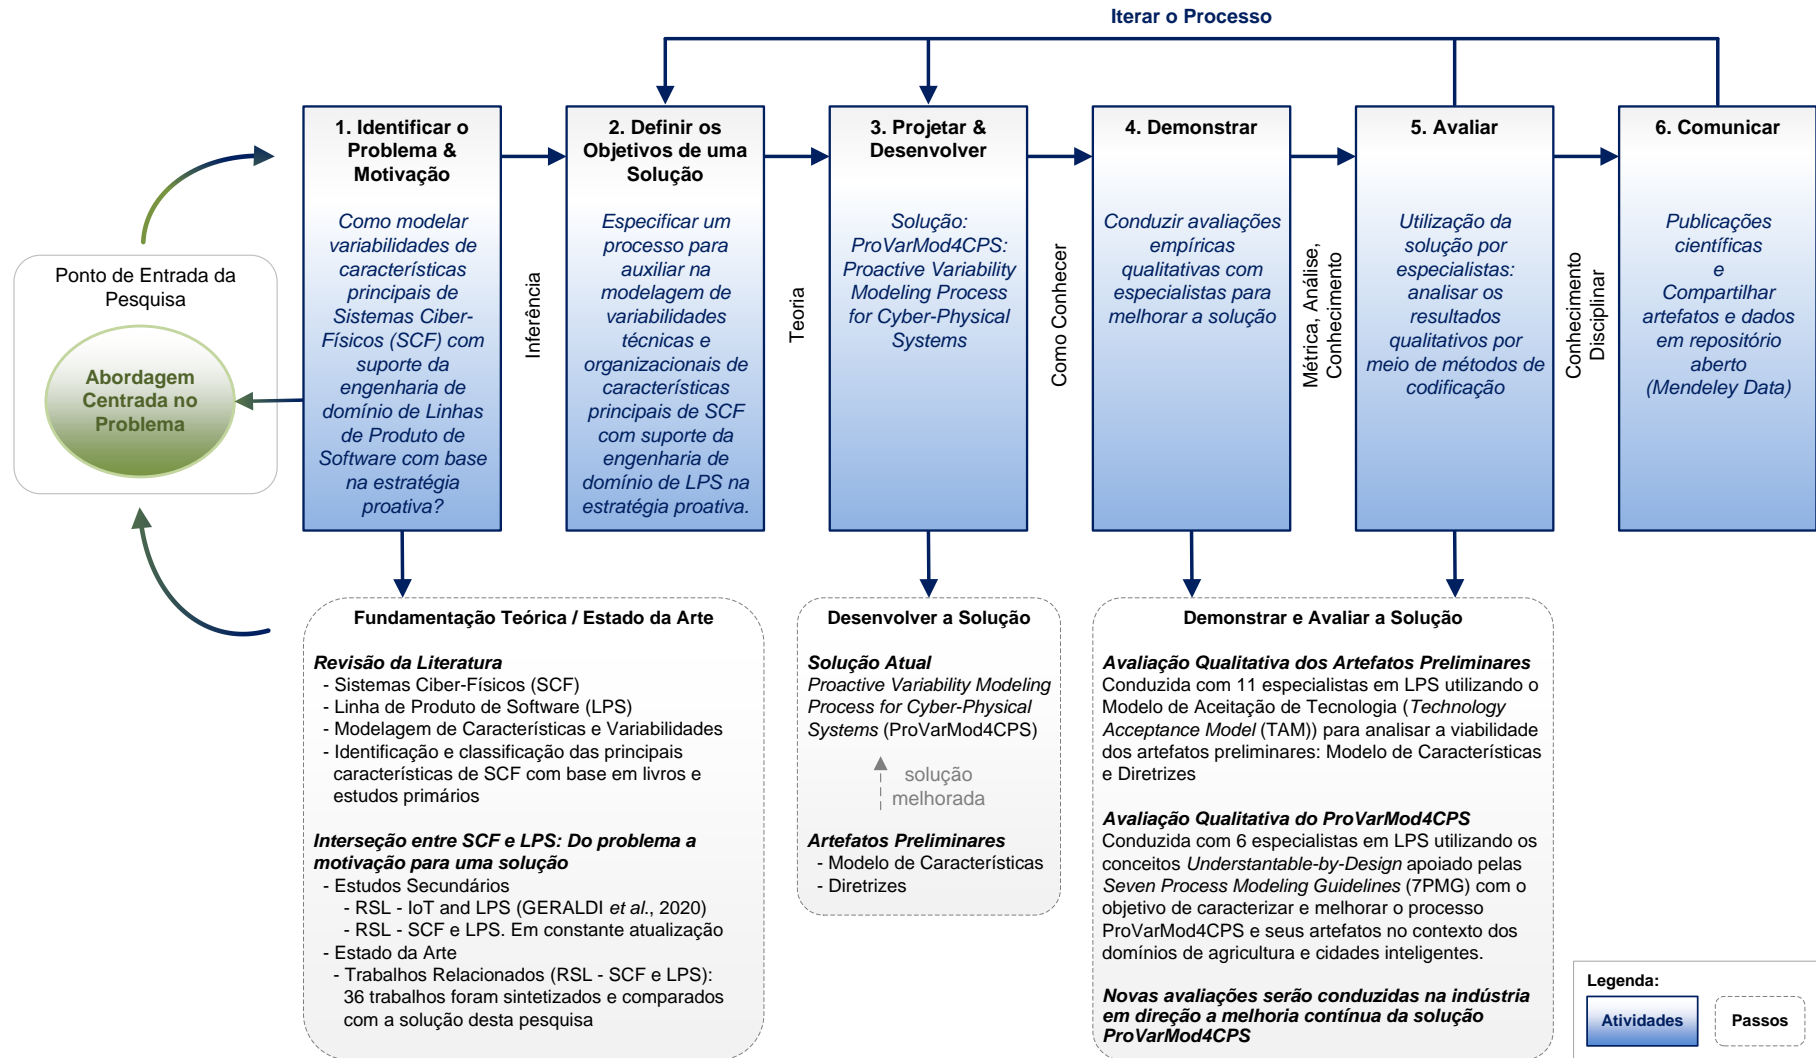 Iterar o Processo
1. Identificar o
Problema &
Motivação
Como modelar
variabilidades de
características
principais de
Sistemas Ciber-
Físicos (SCF) com
suporte da
engenharia de
domínio de Linhas
de Produto de
Software com base
na estratégia
proativa?
Inferência
2. Definir os
Objetivos de uma
Solução
Especificar um
processo para
auxiliar na
modelagem de
variabilidades
técnicas e
organizacionais de
características
principais de SCF
com suporte da
engenharia de
domínio de LPS na
estratégia proativa.
Teoria
3. Projetar &
Desenvolver
Solução:
ProVarMod4CPS:
Proactive Variability
Modeling Process
for Cyber-Physical
Systems
Como Conhecer
4. Demonstrar
Conduzir avaliações
empíricas
qualitativas com
especialistas para
melhorar a solução
Métrica, Análise,
Conhecimento
5. Avaliar
Utilização da
solução por
especialistas:
analisar os
resultados
qualitativos por
meio de métodos de
codificação
Conhecimento
Disciplinar
6. Comunicar
Publicações
científicas
e
Compartilhar
artefatos e dados
em repositório
aberto
(Mendeley Data)
Ponto de Entrada da
Pesquisa
Abordagem
Centrada no
Problema
Fundamentação Teórica / Estado da Arte
Revisão da Literatura
- Sistemas Ciber-Físicos (SCF)
- Linha de Produto de Software (LPS)
- Modelagem de Características e Variabilidades
- Identificação e classificação das principais
características de SCF com base em livros e
estudos primários
Interseção entre SCF e LPS: Do problema a
motivação para uma solução
- Estudos Secundários
- RSL - IoT and LPS (GERALDI et al., 2020)
- RSL - SCF e LPS. Em constante atualização
- Estado da Arte
- Trabalhos Relacionados (RSL - SCF e LPS):
36 trabalhos foram sintetizados e comparados
com a solução desta pesquisa
Desenvolver a Solução
Solução Atual
Proactive Variability Modeling
Process for Cyber-Physical
Systems (ProVarMod4CPS)
solução
melhorada
Artefatos Preliminares
- Modelo de Características
- Diretrizes
Demonstrar e Avaliar a Solução
Avaliação Qualitativa dos Artefatos Preliminares
Conduzida com 11 especialistas em LPS utilizando o
Modelo de Aceitação de Tecnologia (Technology
Acceptance Model (TAM)) para analisar a viabilidade
dos artefatos preliminares: Modelo de Características
e Diretrizes
Avaliação Qualitativa do ProVarMod4CPS
Conduzida com 6 especialistas em LPS utilizando os
conceitos Understantable-by-Design apoiado pelas
Seven Process Modeling Guidelines (7PMG) com o
objetivo de caracterizar e melhorar o processo
ProVarMod4CPS e seus artefatos no contexto dos
domínios de agricultura e cidades inteligentes.
Novas avaliações serão conduzidas na indústria
em direção a melhoria contínua da solução
ProVarMod4CPS
Legenda:
Atividades
Passos